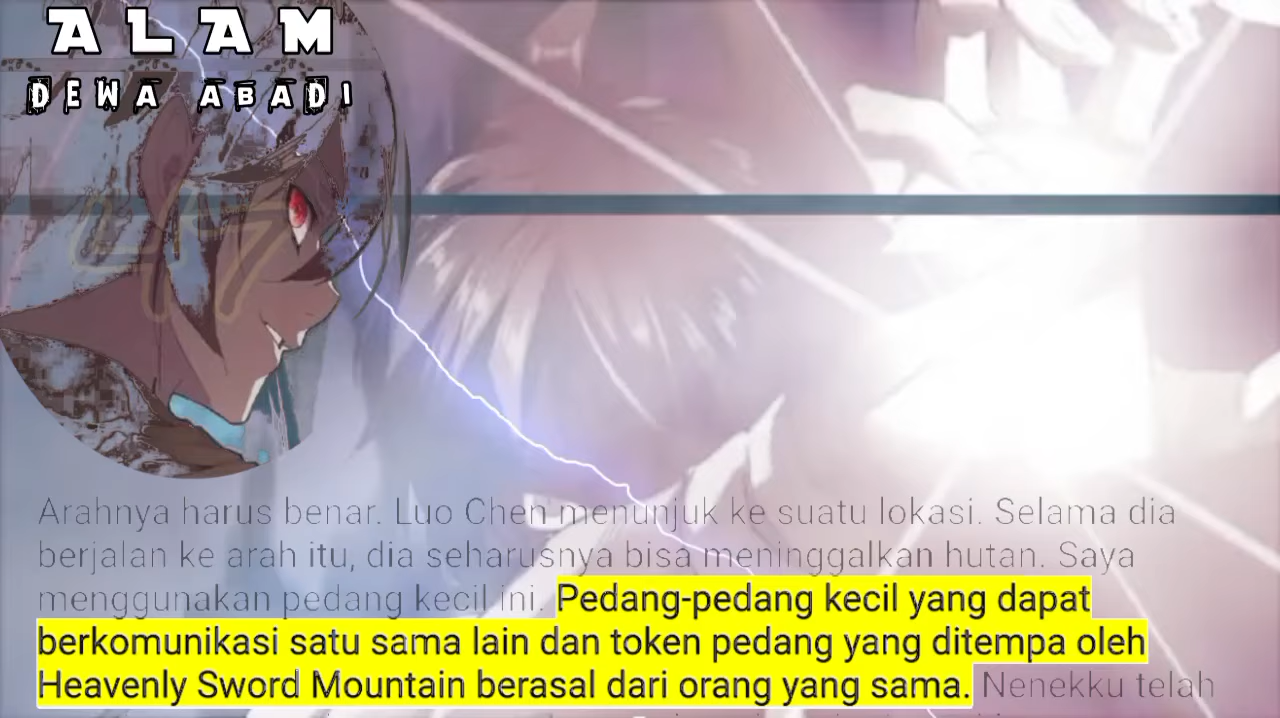 ALAM
DEWA ABADI
Arahnya harus benar. Luo Chen menunjuk ke suatu lokasi. Selama dia
berjalan ke arah itu, dia seharusnya bisa meninggalkan hutan. Saya
menggunakan pedang kecil ini. Pedang-pedang kecil yang dapat
berkomunikasi satu sama lain dan token pedang yang ditempa oleh
Heavenly Sword Mountain berasal dari orang yang sama. Nenekku telah